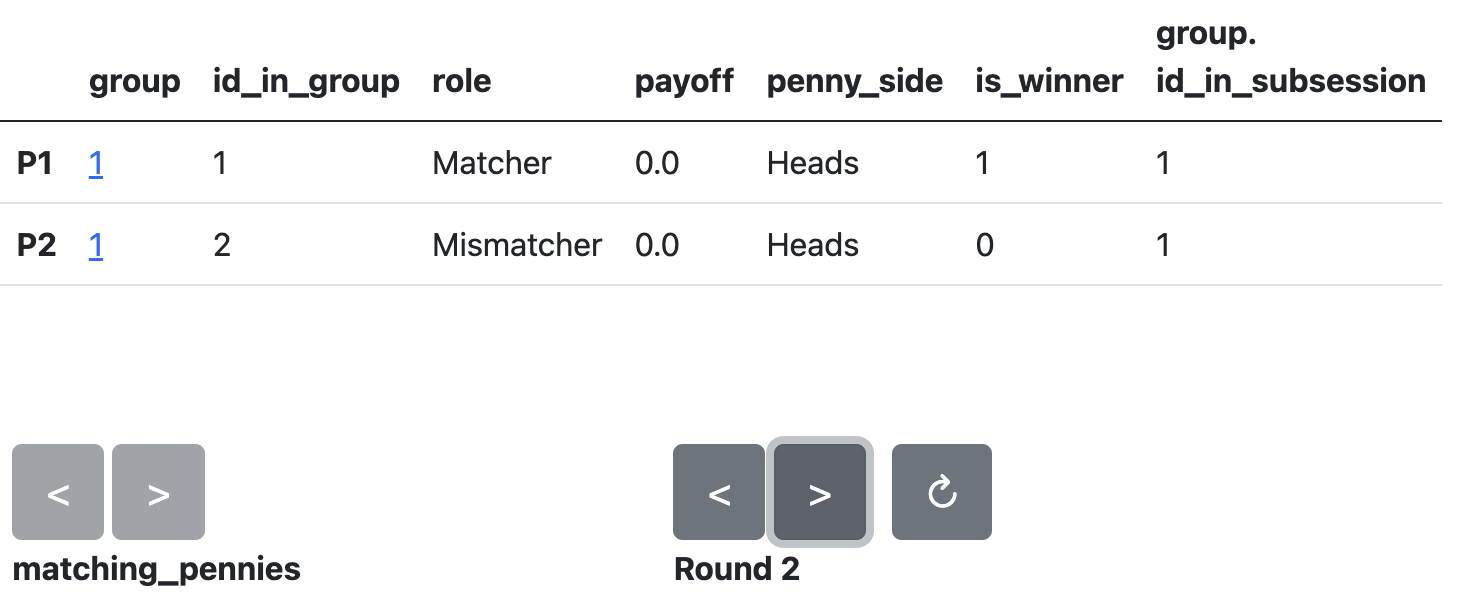 group.
group id_in_group role payoff penny_side is_winner id_in_subsession
P1 1 1 Matcher 0.0 Heads 1 1
P2 1 2 Mismatcher 0.0 Heads 0 1
< > < > ↻
matching_pennies Round 2